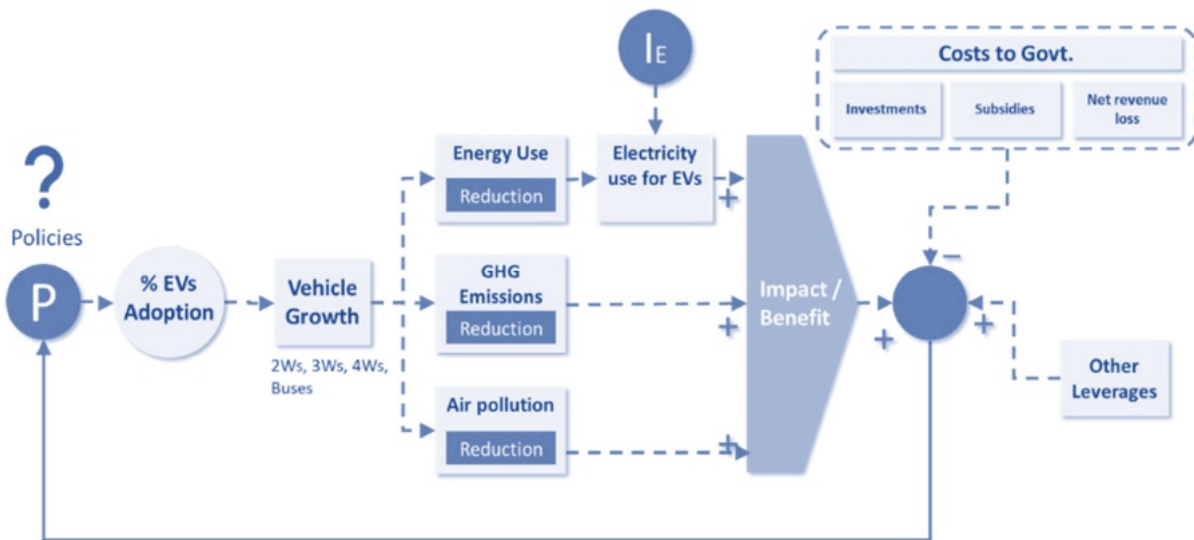 ?
Policies
P
% EVs
Adoption
Vehicle
Growth
2Ws, 3Ws, 4Ws,
Buses
Energy Use
Reduction
GHG
Emissions
Reduction
Air pollution
Reduction
IE
Electricity
use for EVs
+
+
+
Impact /
Benefit
Costs to Govt.
Investments
Subsidies
Net revenue
loss
−
+
+
Other
Leverages